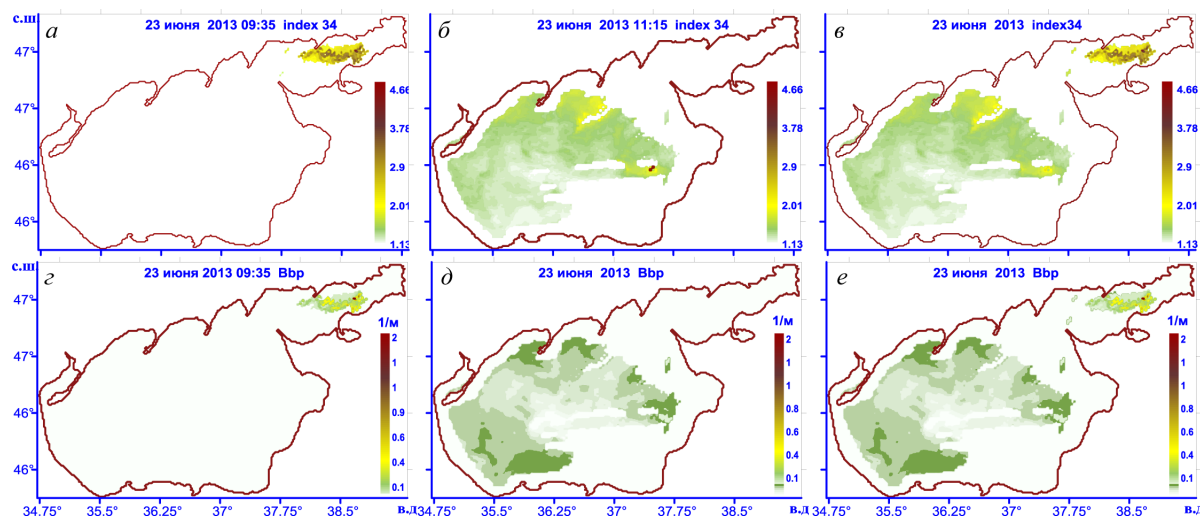 с.ш
а
23 июня 2013 09:35 index 34
б
23 июня 2013 11:15 index 34
в
23 июня 2013 index34
47°
47°
46°
46°
4.66
3.78
2.9
2.01
1.13
4.66
3.78
2.9
2.01
1.13
4.66
3.78
2.9
2.01
1.13
с.ш
г
23 июня 2013 09:35 Bbp
д
23 июня 2013 Bbp
е
23 июня 2013 Bbp
47°
47°
46°
46°
1/м
2
1
0.9
0.6
0.4
0.1
1/м
2
1
0.8
0.6
0.4
0.1
1/м
2
1
0.8
0.6
0.4
0.1
34.75° 35.5° 36.25° 37° 37.75° 38.5° в.д
34.75° 35.5° 36.25° 37° 37.75° 38.5° в.д
34.75° 35.5° 36.25° 37° 37.75° 38.5° в.д